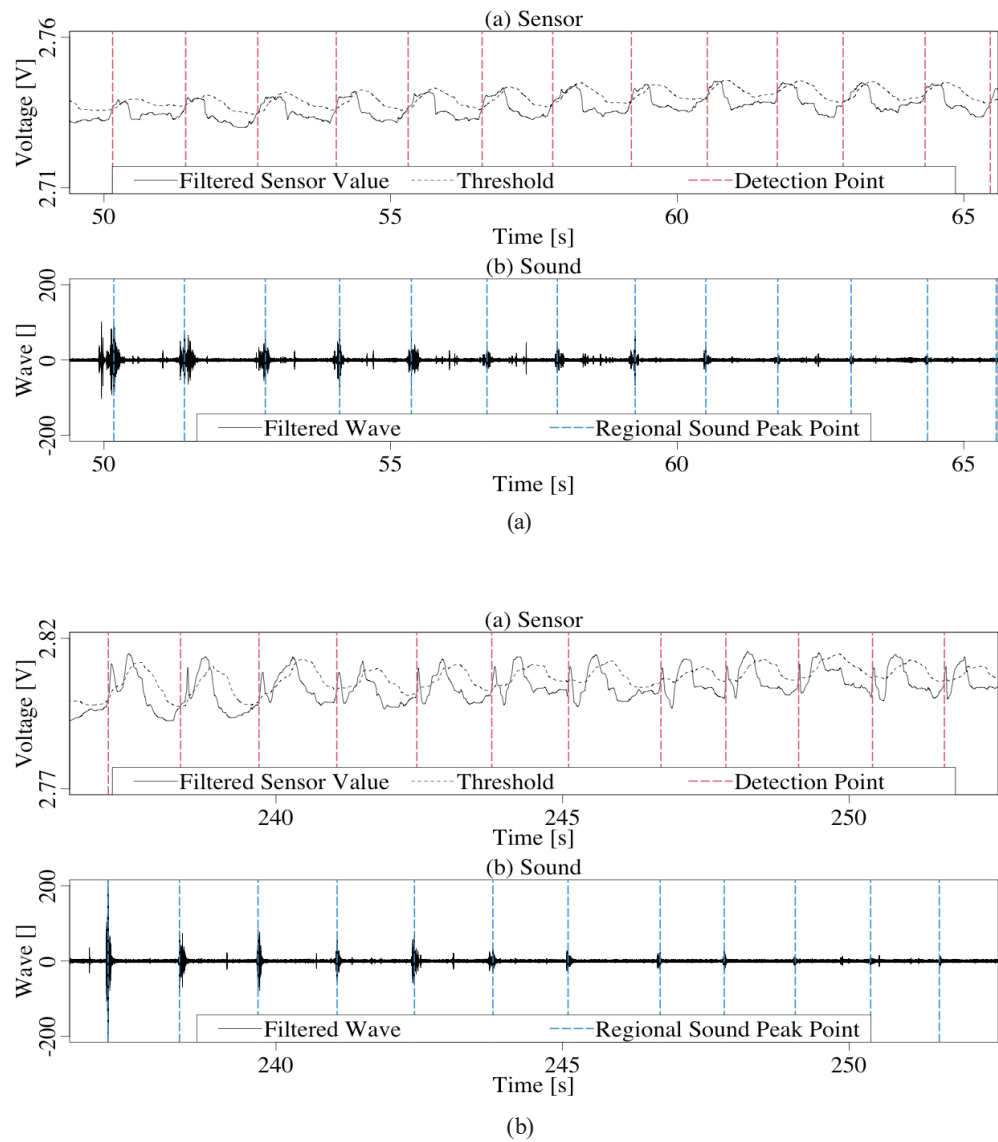 (a) Sensor
2.76
2.71
Voltage [V]
Filtered Sensor Value Threshold Detection Point
50 55 60 65
Time [s]
(b) Sound
200
0
-200
Wave []
Filtered Wave Regional Sound Peak Point
50 55 60 65
Time [s]
(a)
(a) Sensor
2.82
2.77
Voltage [V]
Filtered Sensor Value Threshold Detection Point
240 245 250
Time [s]
(b) Sound
200
0
-200
Wave []
Filtered Wave Regional Sound Peak Point
240 245 250
Time [s]
(b)